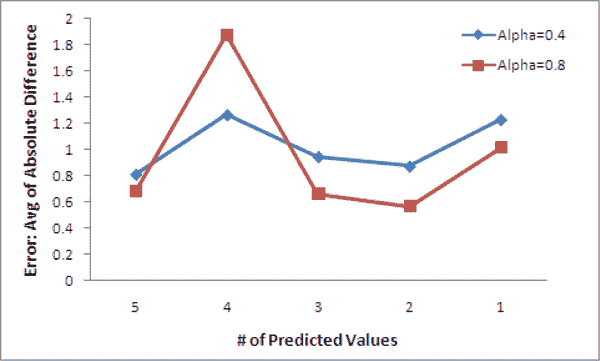 Error: Avg of Absolute Difference
2
1.8
1.6
1.4
1.2
1
0.8
0.6
0.4
0.2
0
Alpha=0.4
Alpha=0.8
5 4 3 2 1
# of Predicted Values